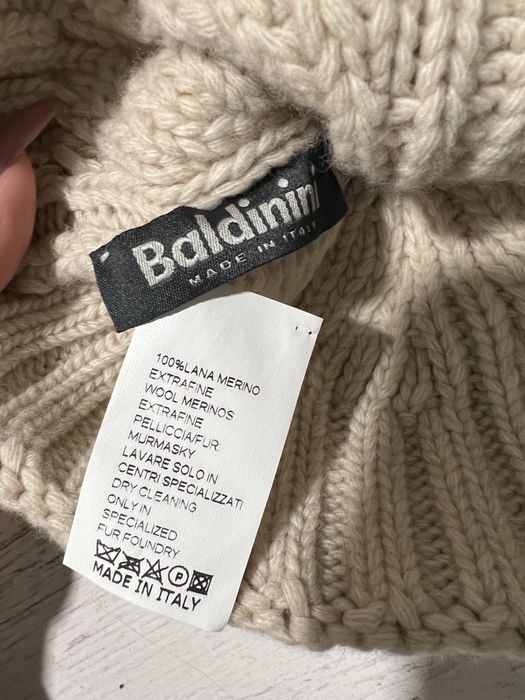 Baldinini
MADE IN ITALY
100%LANA MERINO
EXTRAFINE
WOOL MERINOS
EXTRAFINE
PELLICCIA/FUR:
MURMASKY
LAVARE SOLO IN
CENTRI SPECIALIZZATI
DRY CLEANING
ONLY IN
SPECIALIZED
FUR FOUNDRY
P
MADE IN ITALY